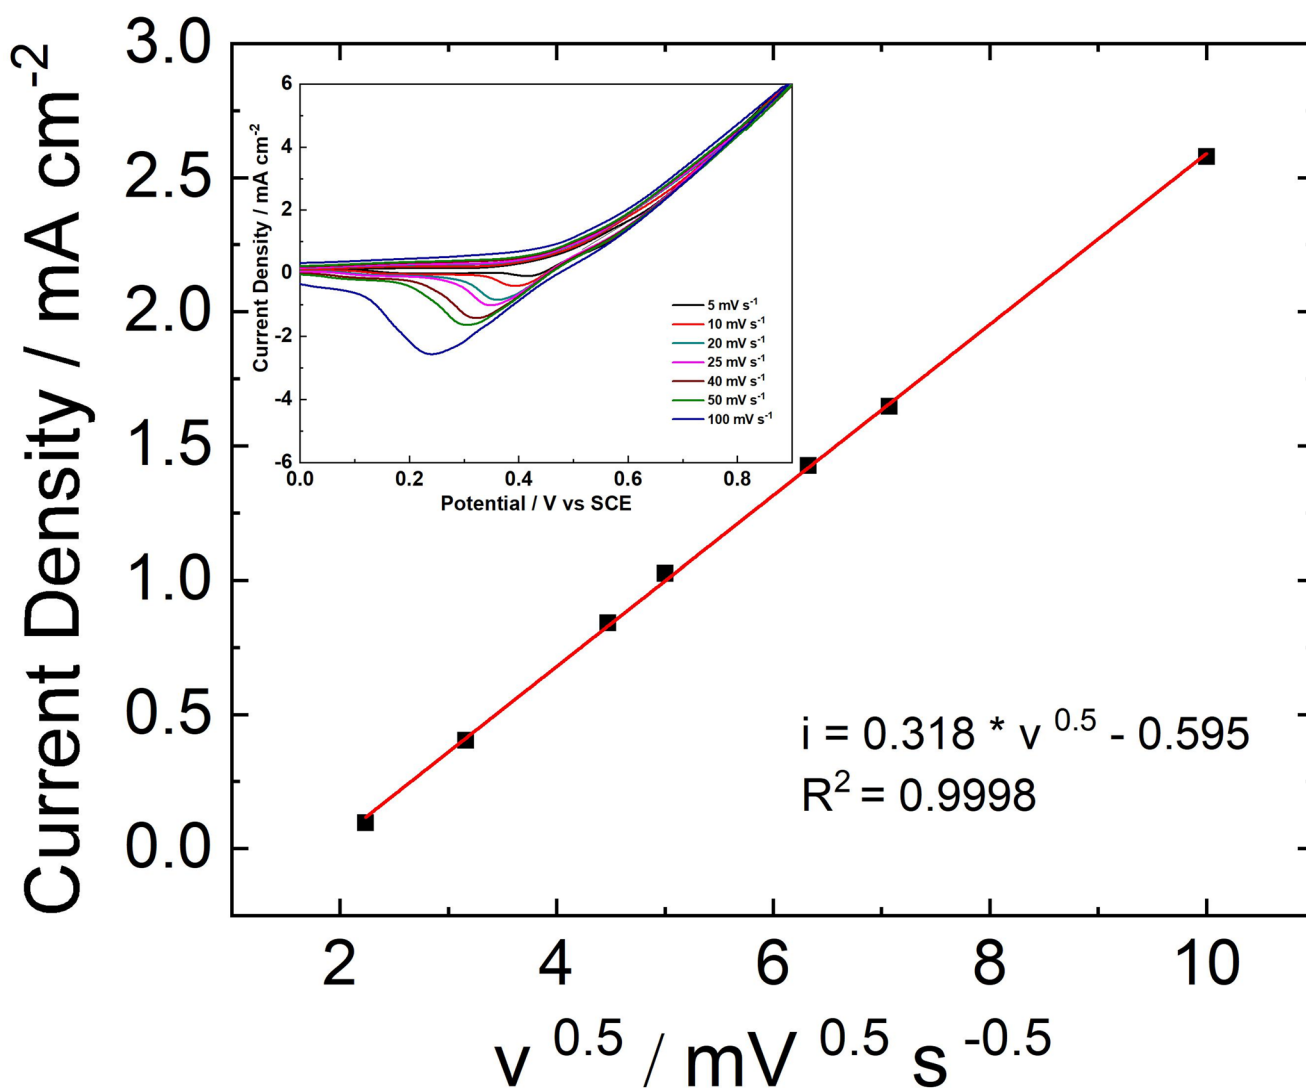 Current Density / mA cm-2
3.0
2.5
2.0
1.5
1.0
0.5
0.0
2
4
6
8
10
v 0.5 / mV 0.5 s -0.5
Current Density / mA cm-2
6
4
2
0
-2
-4
-6
0.0
0.2
0.4
0.6
0.8
Potential / V vs SCE
5 mV s-1
10 mV s-1
20 mV s-1
25 mV s-1
40 mV s-1
50 mV s-1
100 mV s-1
i = 0.318 * v 0.5 - 0.595
R2 = 0.9998